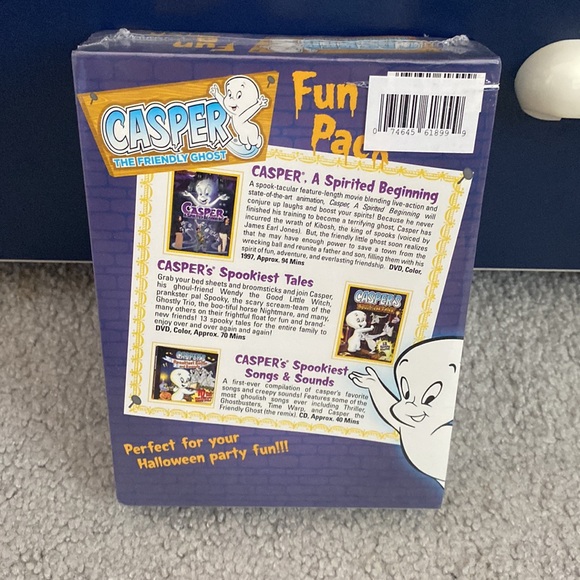 Fun
CASPER
THE FRIENDLY GHOST
Fun
Pack
0 74645 61899 9
CASPER®, A Spirited Beginning
A spook-tacular feature-length movie blending live-action and
state-of-the-art animation, Casper, A Spirited Beginning will
conjure up laughs and boost your spirits! Because he never
finished his training to become a terrifying ghost, Casper has
incurred the wrath of Kibosh, the king of spooks (voiced by
James Earl Jones). But, the friendly little ghost soon realizes
that he may have enough power to save a town from the
wrecking ball and reunite a father and son, filling them with his
spirit of fun, adventure, and everlasting friendship. DVD, Color,
1997, Approx. 94 Mins
CASPER
CASPER's® Spookiest Tales
Grab your bed sheets and broomsticks and join Casper,
his ghoul-friend Wendy the Good Little Witch,
prankster pal Spooky, the scary scream-team of the
Ghostly Trio, the boo-tiful horse Nightmare, and many,
many others on their frightful float for fun and brand-
new friends! 13 spooky tales for the entire family to
enjoy over and over again and again!
DVD, Color, Approx. 70 Mins
CASPER'S
CASPER's® Spookiest
Songs & Sounds
A first-ever compilation of casper's favorite
songs and creepy sounds! Features some of the
most ghoulish songs ever including Thriller,
Ghostbusters, Time Warp, and Casper the
Friendly Ghost (the remix). CD, Approx. 40 Mins
Perfect for your
Halloween party fun!!!